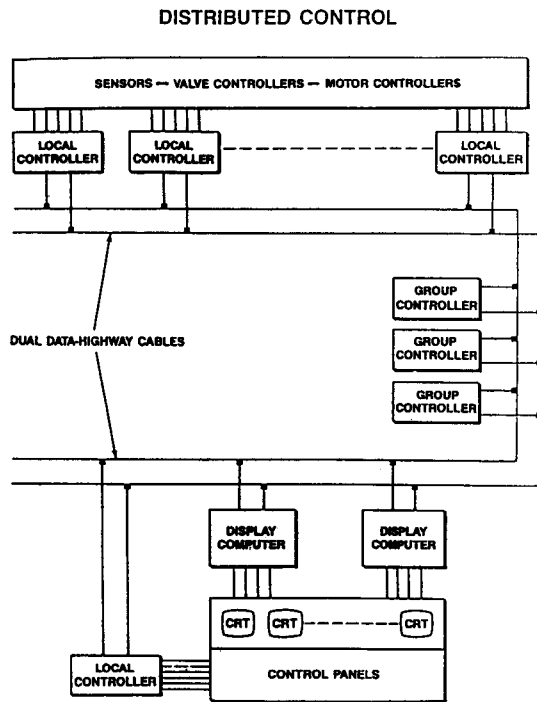 DISTRIBUTED CONTROL
SENSORS — VALVE CONTROLLERS — MOTOR CONTROLLERS
LOCAL
CONTROLLER
LOCAL
CONTROLLER
LOCAL
CONTROLLER
GROUP
CONTROLLER
DUAL DATA-HIGHWAY CABLES
GROUP
CONTROLLER
GROUP
CONTROLLER
DISPLAY
COMPUTER
DISPLAY
COMPUTER
CRT CRT CRT
LOCAL
CONTROLLER
CONTROL PANELS